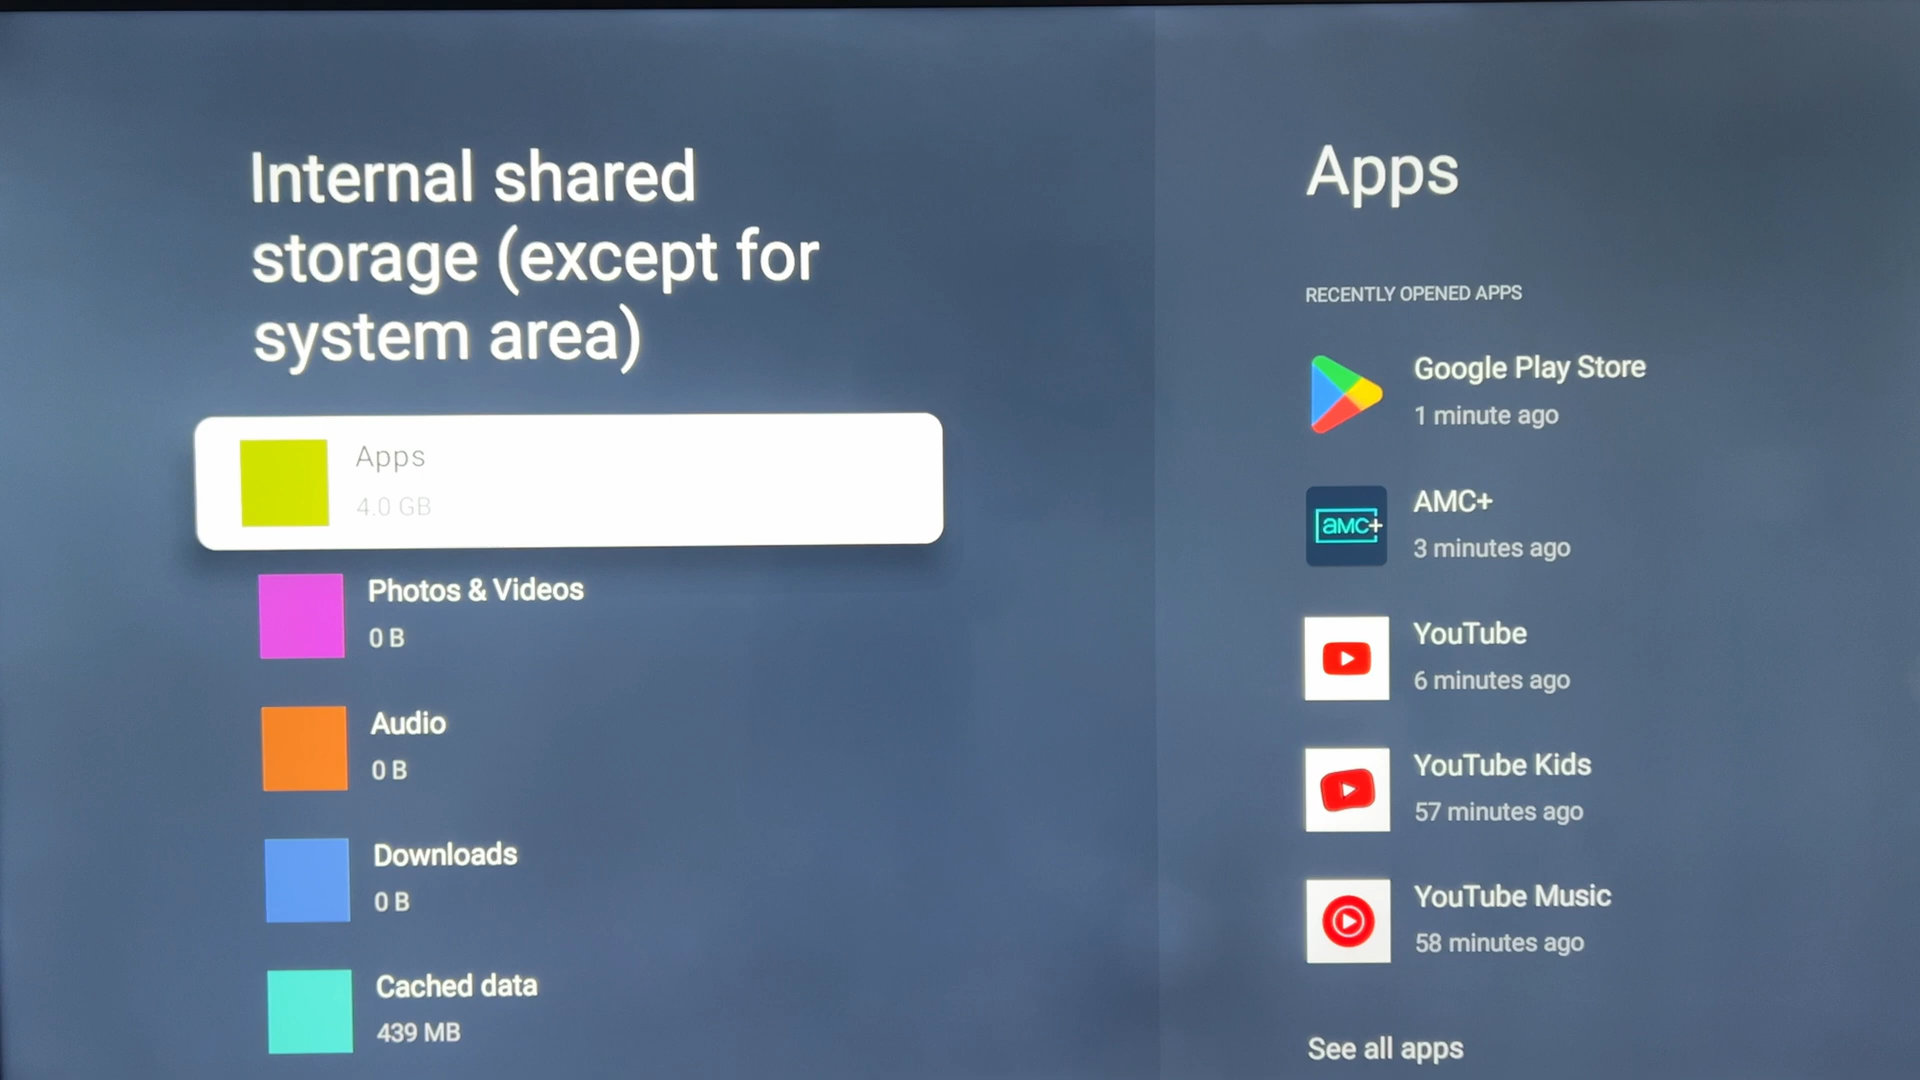 Internal shared
storage (except for
system area)
Apps
4.0 GB
Photos & Videos
0 B
Audio
0 B
Downloads
0 B
Cached data
439 MB
Apps
RECENTLY OPENED APPS
Google Play Store
1 minute ago
amc+
AMC+
3 minutes ago
YouTube
6 minutes ago
YouTube Kids
57 minutes ago
YouTube Music
58 minutes ago
See all apps